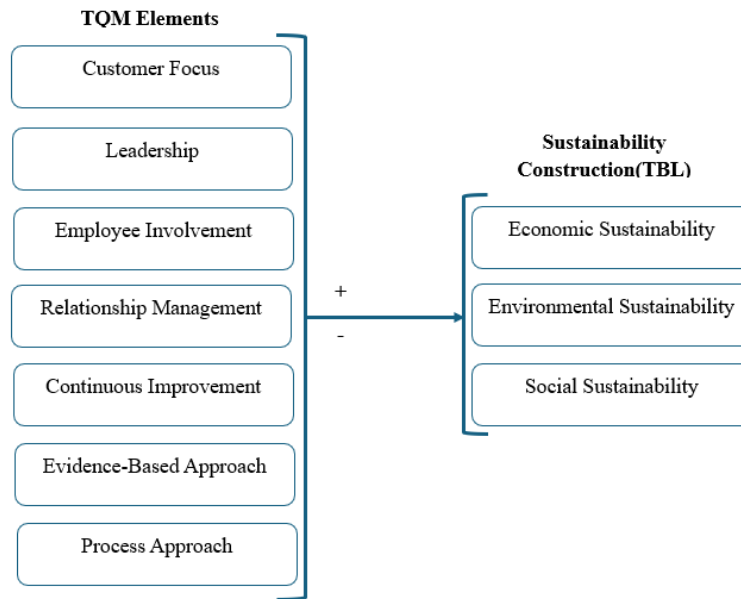 TQM Elements
Customer Focus
Leadership
Employee Involvement
Relationship Management
Continuous Improvement
Evidence-Based Approach
Process Approach
+
-
Sustainability
Construction(TBL)
Economic Sustainability
Environmental Sustainability
Social Sustainability